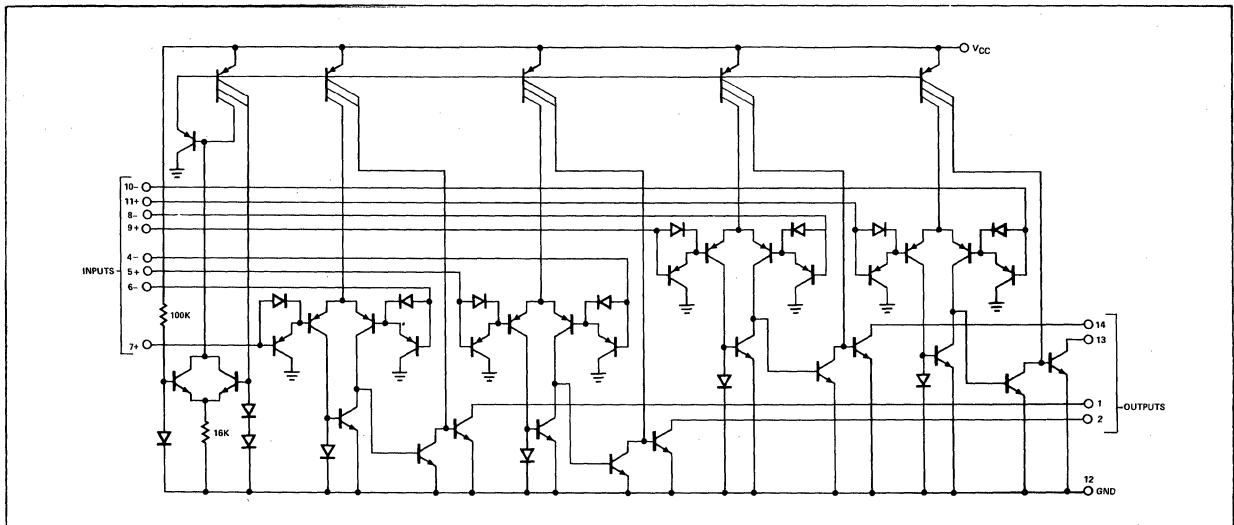 VCC
10-
11+
8-
9+
4-
5+
6-
7+
INPUTS
100K
16K
14
13
1
2
OUTPUTS
12
GND